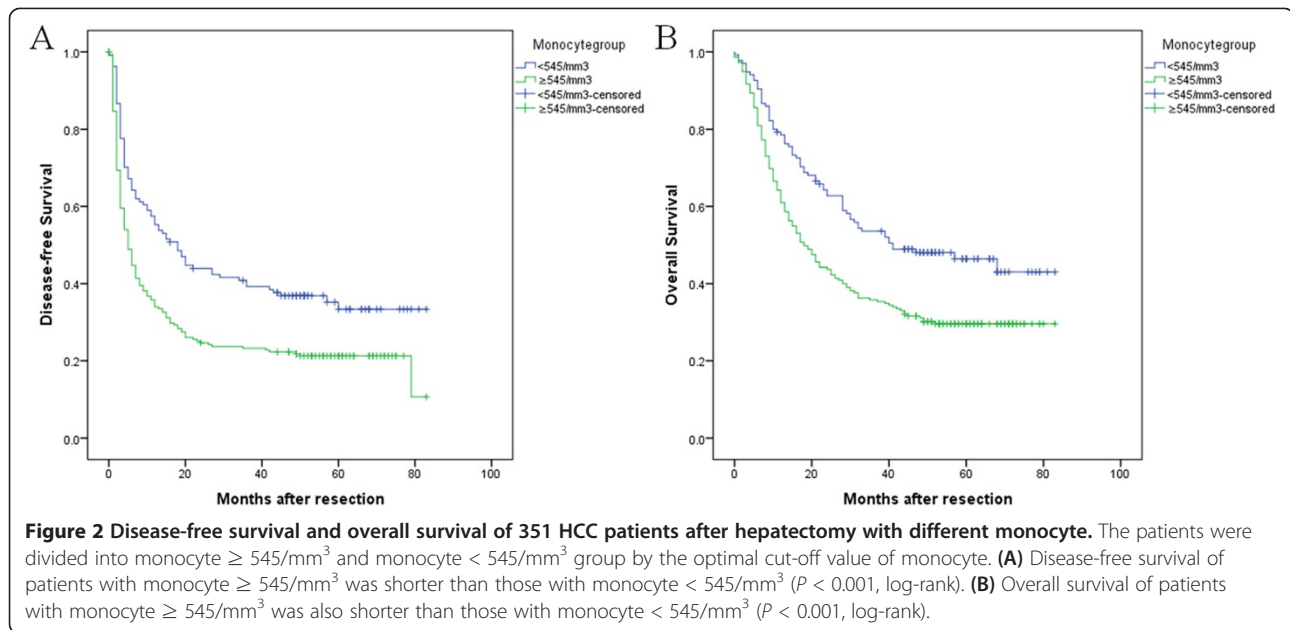 A
1.0
0.8
0.6
0.4
0.2
0.0
Disease-free Survival
0 20 40 60 80 100
Months after resection
Monocytegroup
<545/mm3
≥545/mm3
<545/mm3-censored
≥545/mm3-censored
B
1.0
0.8
0.6
0.4
0.2
0.0
Overall Survival
0 20 40 60 80 100
Months after resection
Monocytegroup
<545/mm3
≥545/mm3
<545/mm3-censored
≥545/mm3-censored
Figure 2 Disease-free survival and overall survival of 351 HCC patients after hepatectomy with different monocyte. The patients were
divided into monocyte ≥ 545/mm³ and monocyte < 545/mm³ group by the optimal cut-off value of monocyte. (A) Disease-free survival of
patients with monocyte ≥ 545/mm³ was shorter than those with monocyte < 545/mm³ (P < 0.001, log-rank). (B) Overall survival of patients
with monocyte ≥ 545/mm³ was also shorter than those with monocyte < 545/mm³ (P < 0.001, log-rank).